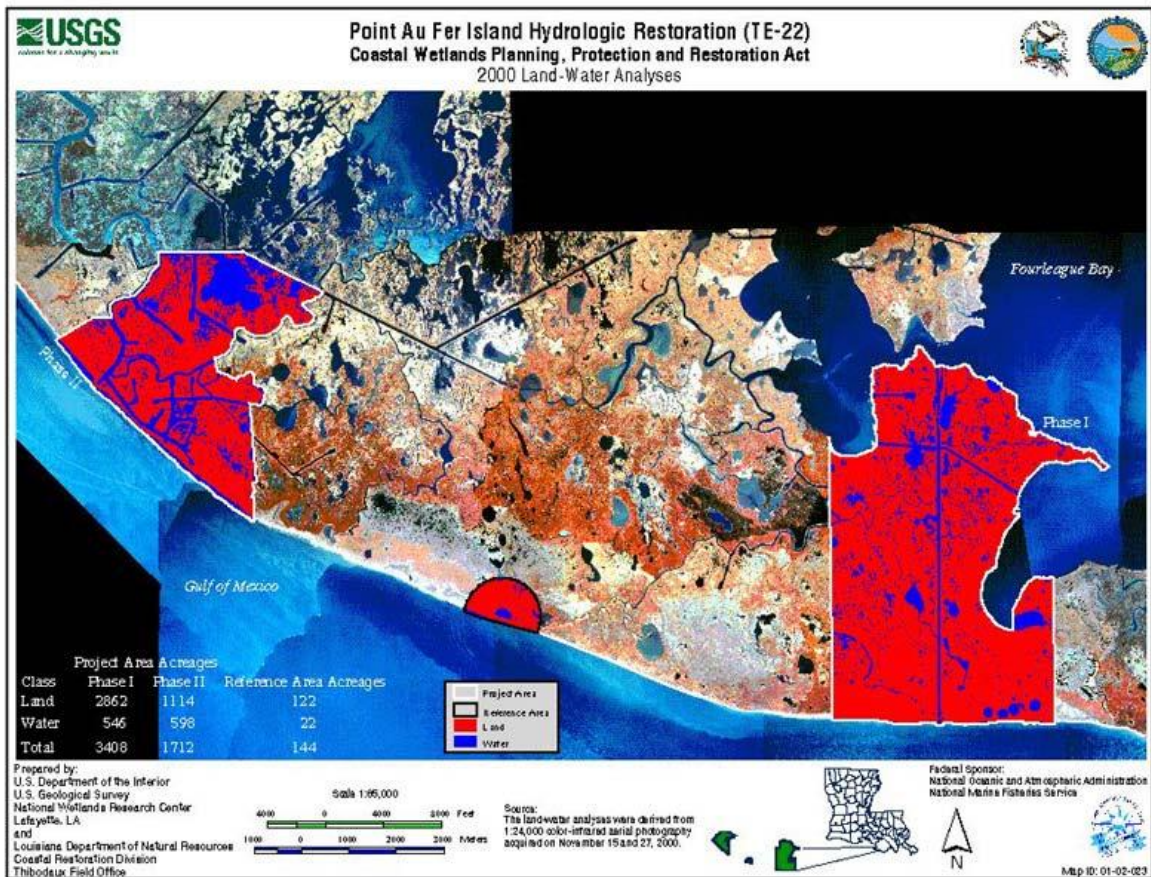 USGS
science for a changing world
Point Au Fer Island Hydrologic Restoration (TE-22)
Coastal Wetlands Planning, Protection and Restoration Act
2000 Land-Water Analyses
Fourleague Bay
Phase II
Phase I
Gulf of Mexico
Project Area Acreages
Class Phase I Phase II Reference Area Acreages
Land 2862 1114 122
Water 546 598 22
Total 3408 1712 144
Project Area
Reference Area
Land
Water
Prepared by:
U.S. Department of the Interior
U.S. Geological Survey
National Wetlands Research Center
Lafayette, LA
and
Louisiana Department of Natural Resources
Coastal Restoration Division
Thibodaux Field Office
Scale 1:65,000
Feet
1000 0 1000 2000 Meters
Source:
The land-water analyses were derived from
1:24,000 color-infrared aerial photography
acquired on November 15 and 27, 2000.
N
Federal Sponsor:
National Oceanic and Atmospheric Administration
National Marine Fisheries Service
Map ID: 01-02-023